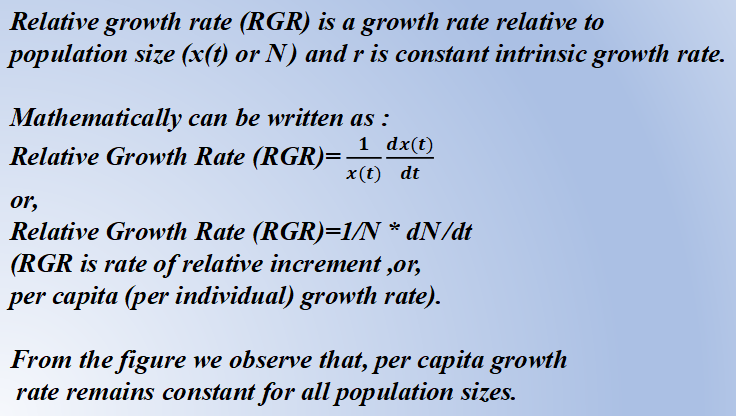 Relative growth rate (RGR) is a growth rate relative to
population size (x(t) or N) and r is constant intrinsic growth rate.
Mathematically can be written as :
Relative Growth Rate (RGR)= 1/x(t) dx(t)/dt
or,
Relative Growth Rate (RGR)=1/N * dN/dt
(RGR is rate of relative increment ,or,
per capita (per individual) growth rate).
From the figure we observe that, per capita growth
rate remains constant for all population sizes.